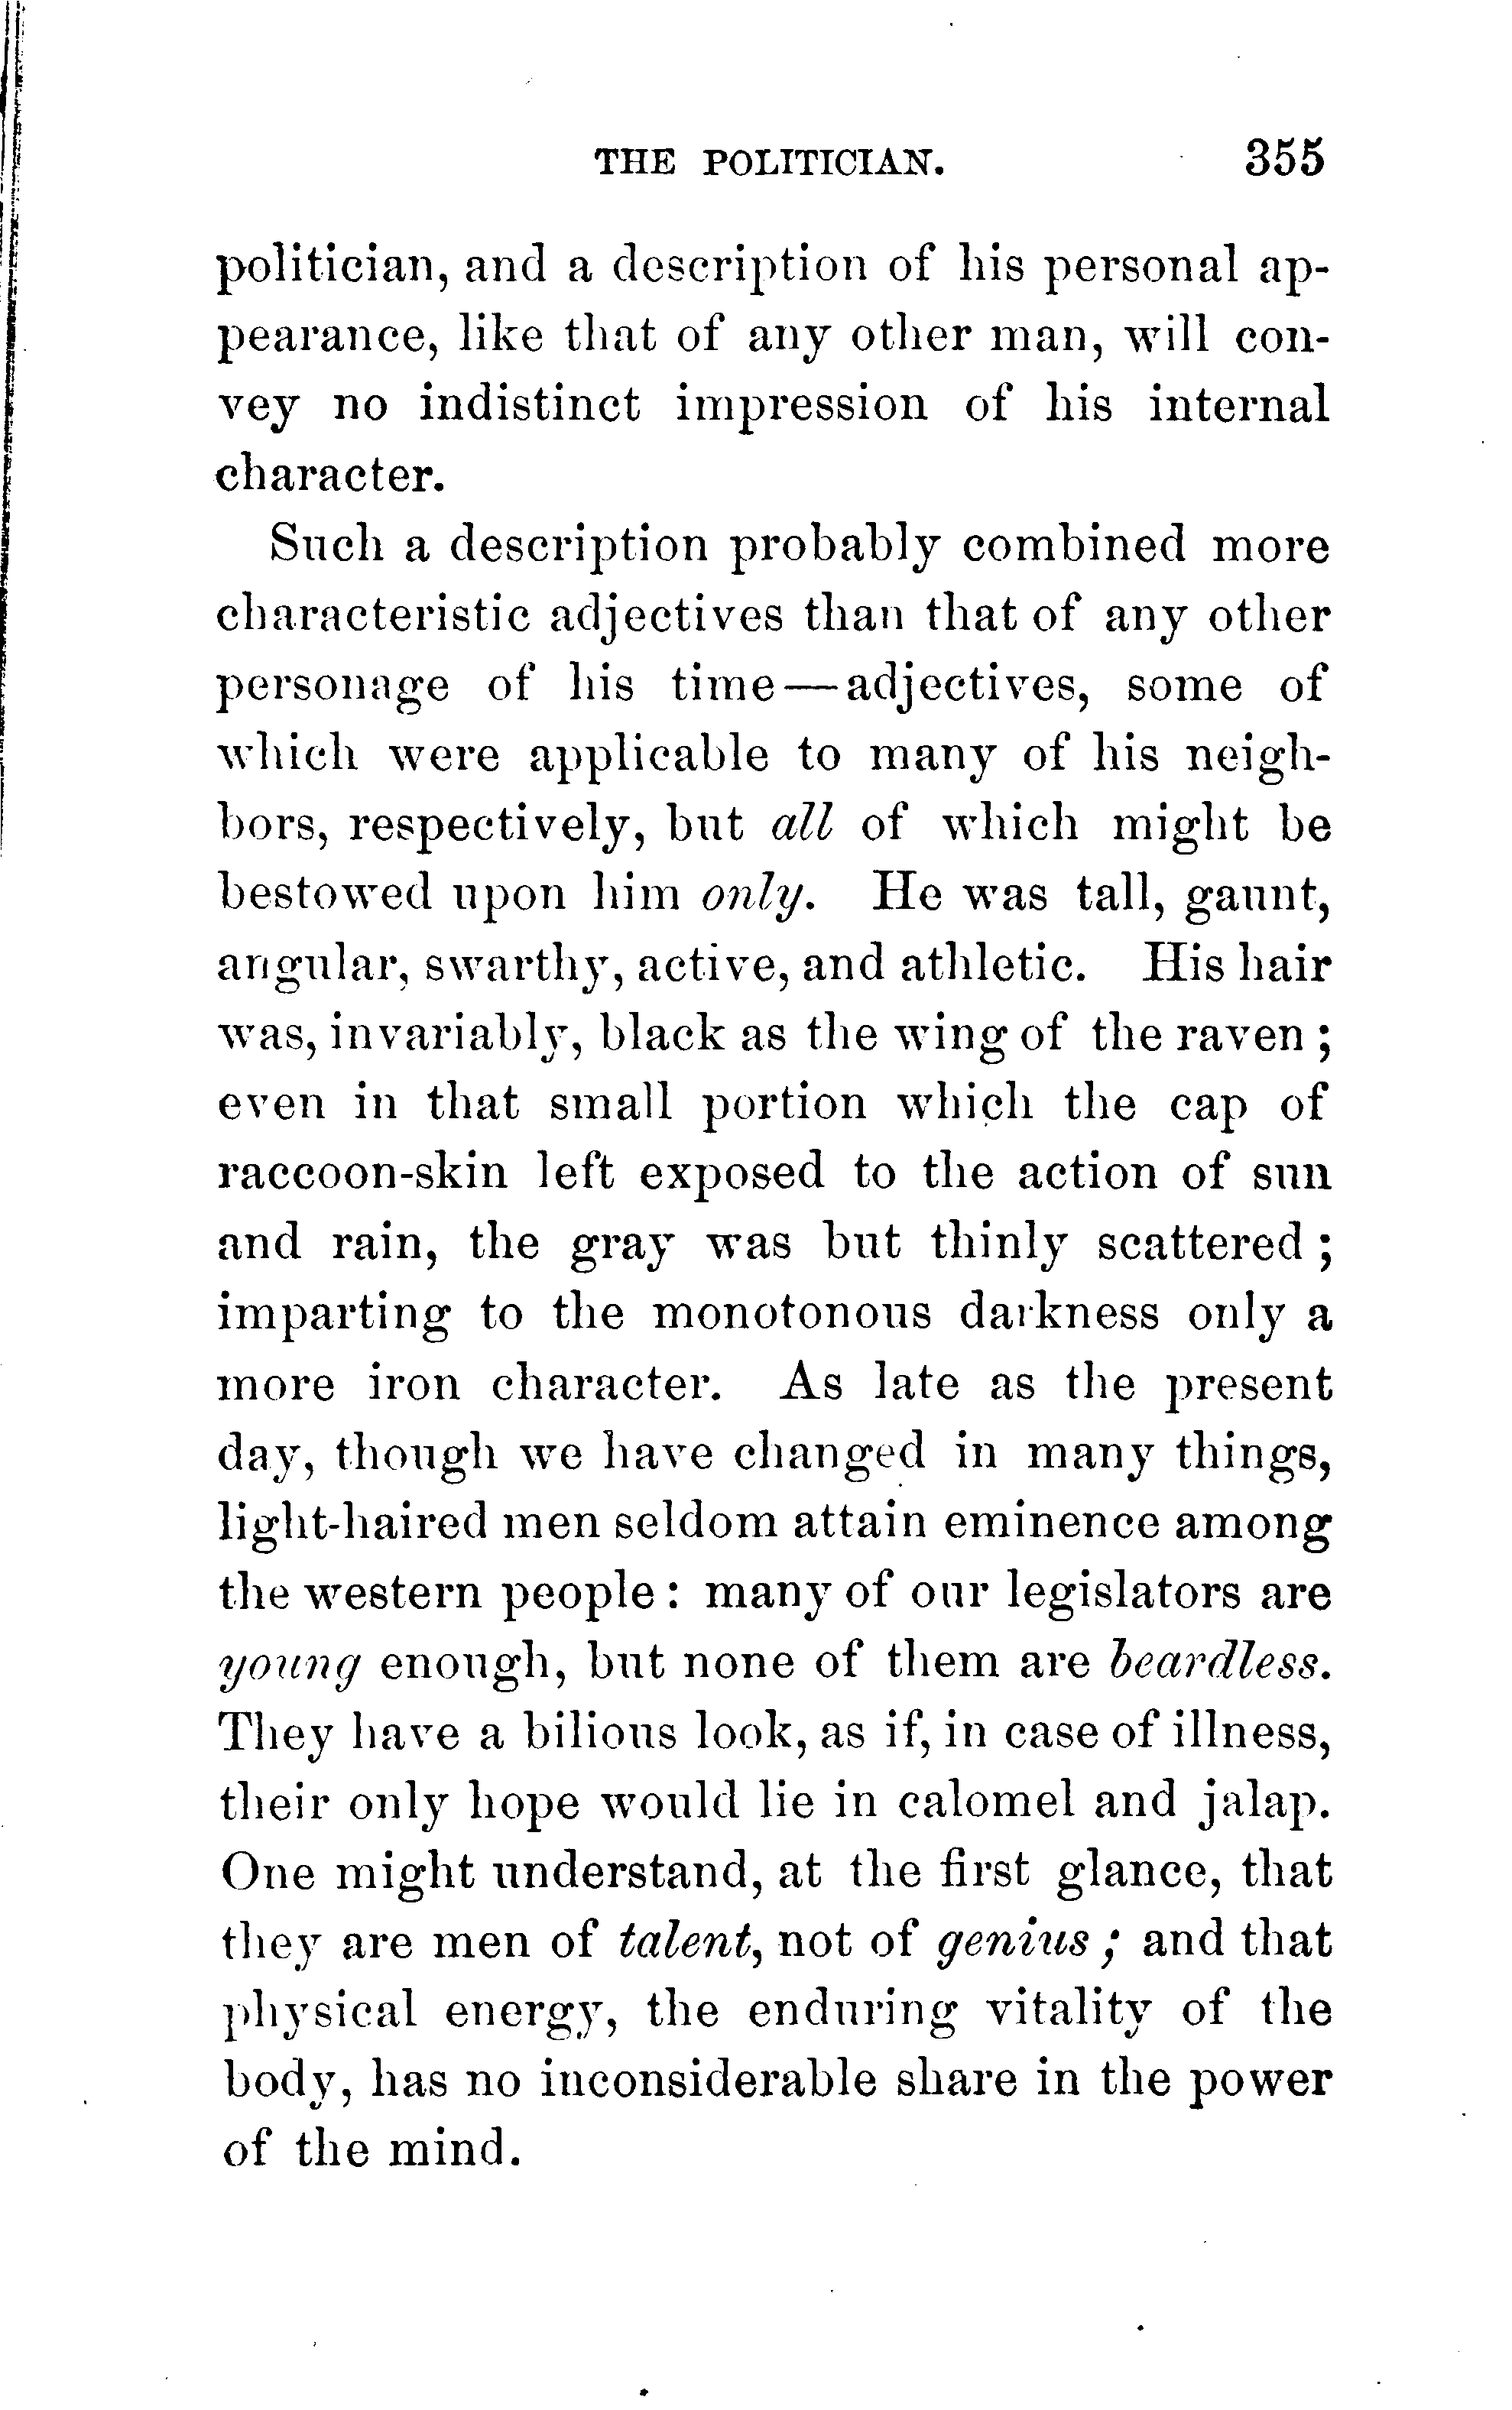 THE POLITICIAN. 355
politician, and a description of his personal ap-
pearance, like that of any other man, will con-
vey no indistinct impression of his internal
character.
Such a description probably combined more
characteristic adjectives than that of any other
personage of his time—adjectives, some of
which were applicable to many of his neigh-
bors, respectively, but all of which might be
bestowed upon him only. He was tall, gaunt,
angular, swarthy, active, and athletic. His hair
was, invariably, black as the wing of the raven;
even in that small portion which the cap of
raccoon-skin left exposed to the action of sun
and rain, the gray was but thinly scattered;
imparting to the monotonous darkness only a
more iron character. As late as the present
day, though we have changed in many things,
light-haired men seldom attain eminence among
the western people: many of our legislators are
young enough, but none of them are beardless.
They have a bilious look, as if, in case of illness,
their only hope would lie in calomel and jalap.
One might understand, at the first glance, that
they are men of talent, not of genius; and that
physical energy, the enduring vitality of the
body, has no inconsiderable share in the power
of the mind.